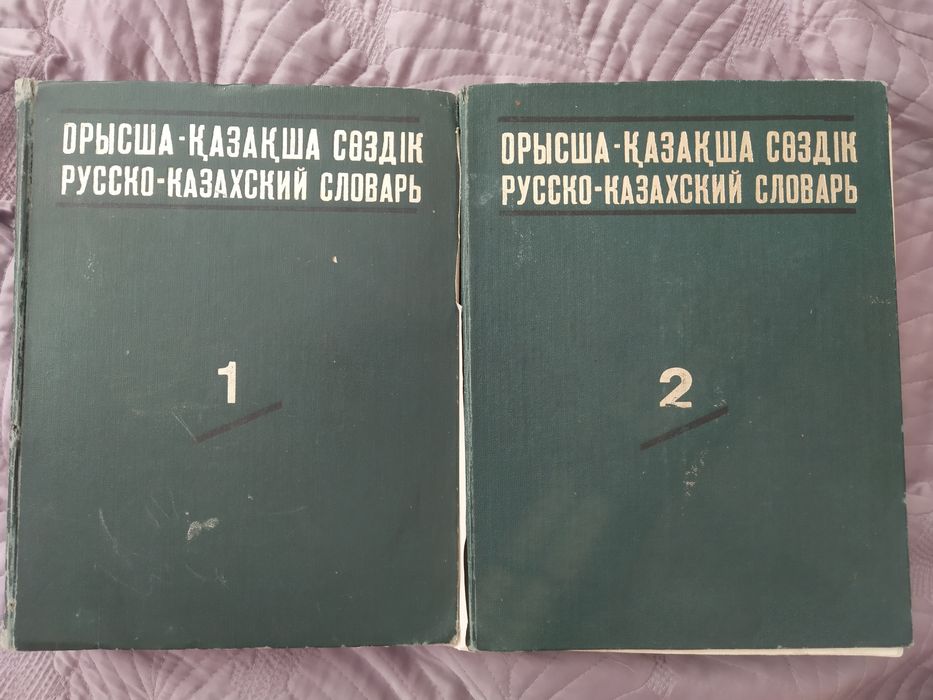 ОРЫСША-ҚАЗАҚША СӨЗДІК
РУССКО-КАЗАХСКИЙ СЛОВАРЬ
1
ОРЫСША-ҚАЗАҚША СӨЗДІК
РУССКО-КАЗАХСКИЙ СЛОВАРЬ
2